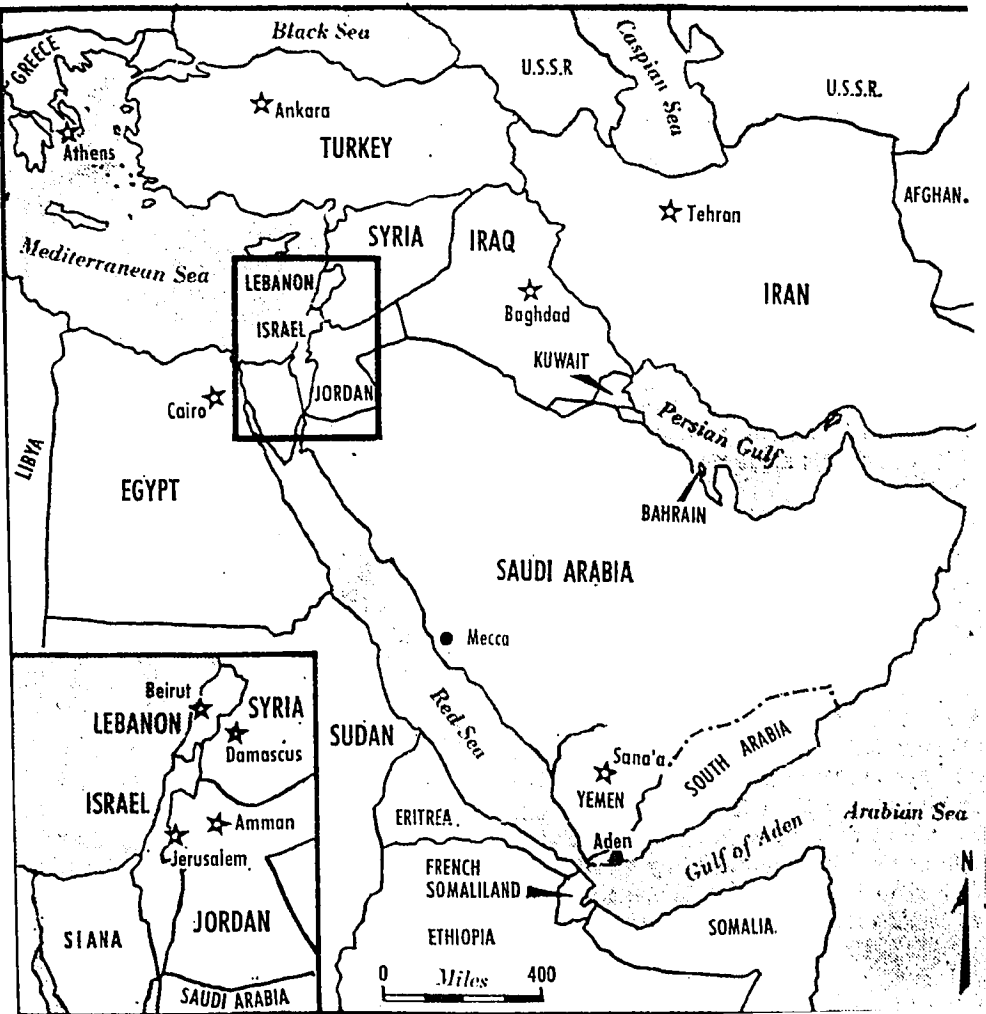 Black Sea
GREECE
Caspian Sea
U.S.S.R
U.S.S.R.
Ankara
Athens
TURKEY
AFGHAN.
Tehran
SYRIA
IRAQ
Mediterranean Sea
LEBANON
Baghdad
IRAN
ISRAEL
KUWAIT
JORDAN
Cairo
Persian Gulf
LIBYA
EGYPT
BAHRAIN
SAUDI ARABIA
Mecca
Red Sea
SUDAN
Sana'a.
YEMEN
SOUTH ARABIA
Arabian Sea
ERITREA.
Aden
Gulf of Aden
FRENCH
SOMALILAND
N
ETHIOPIA
SOMALIA.
0 Miles 400
Beirut
LEBANON
SYRIA
Damascus
ISRAEL
Amman
Jerusalem
JORDAN
SIANA
SAUDI ARABIA